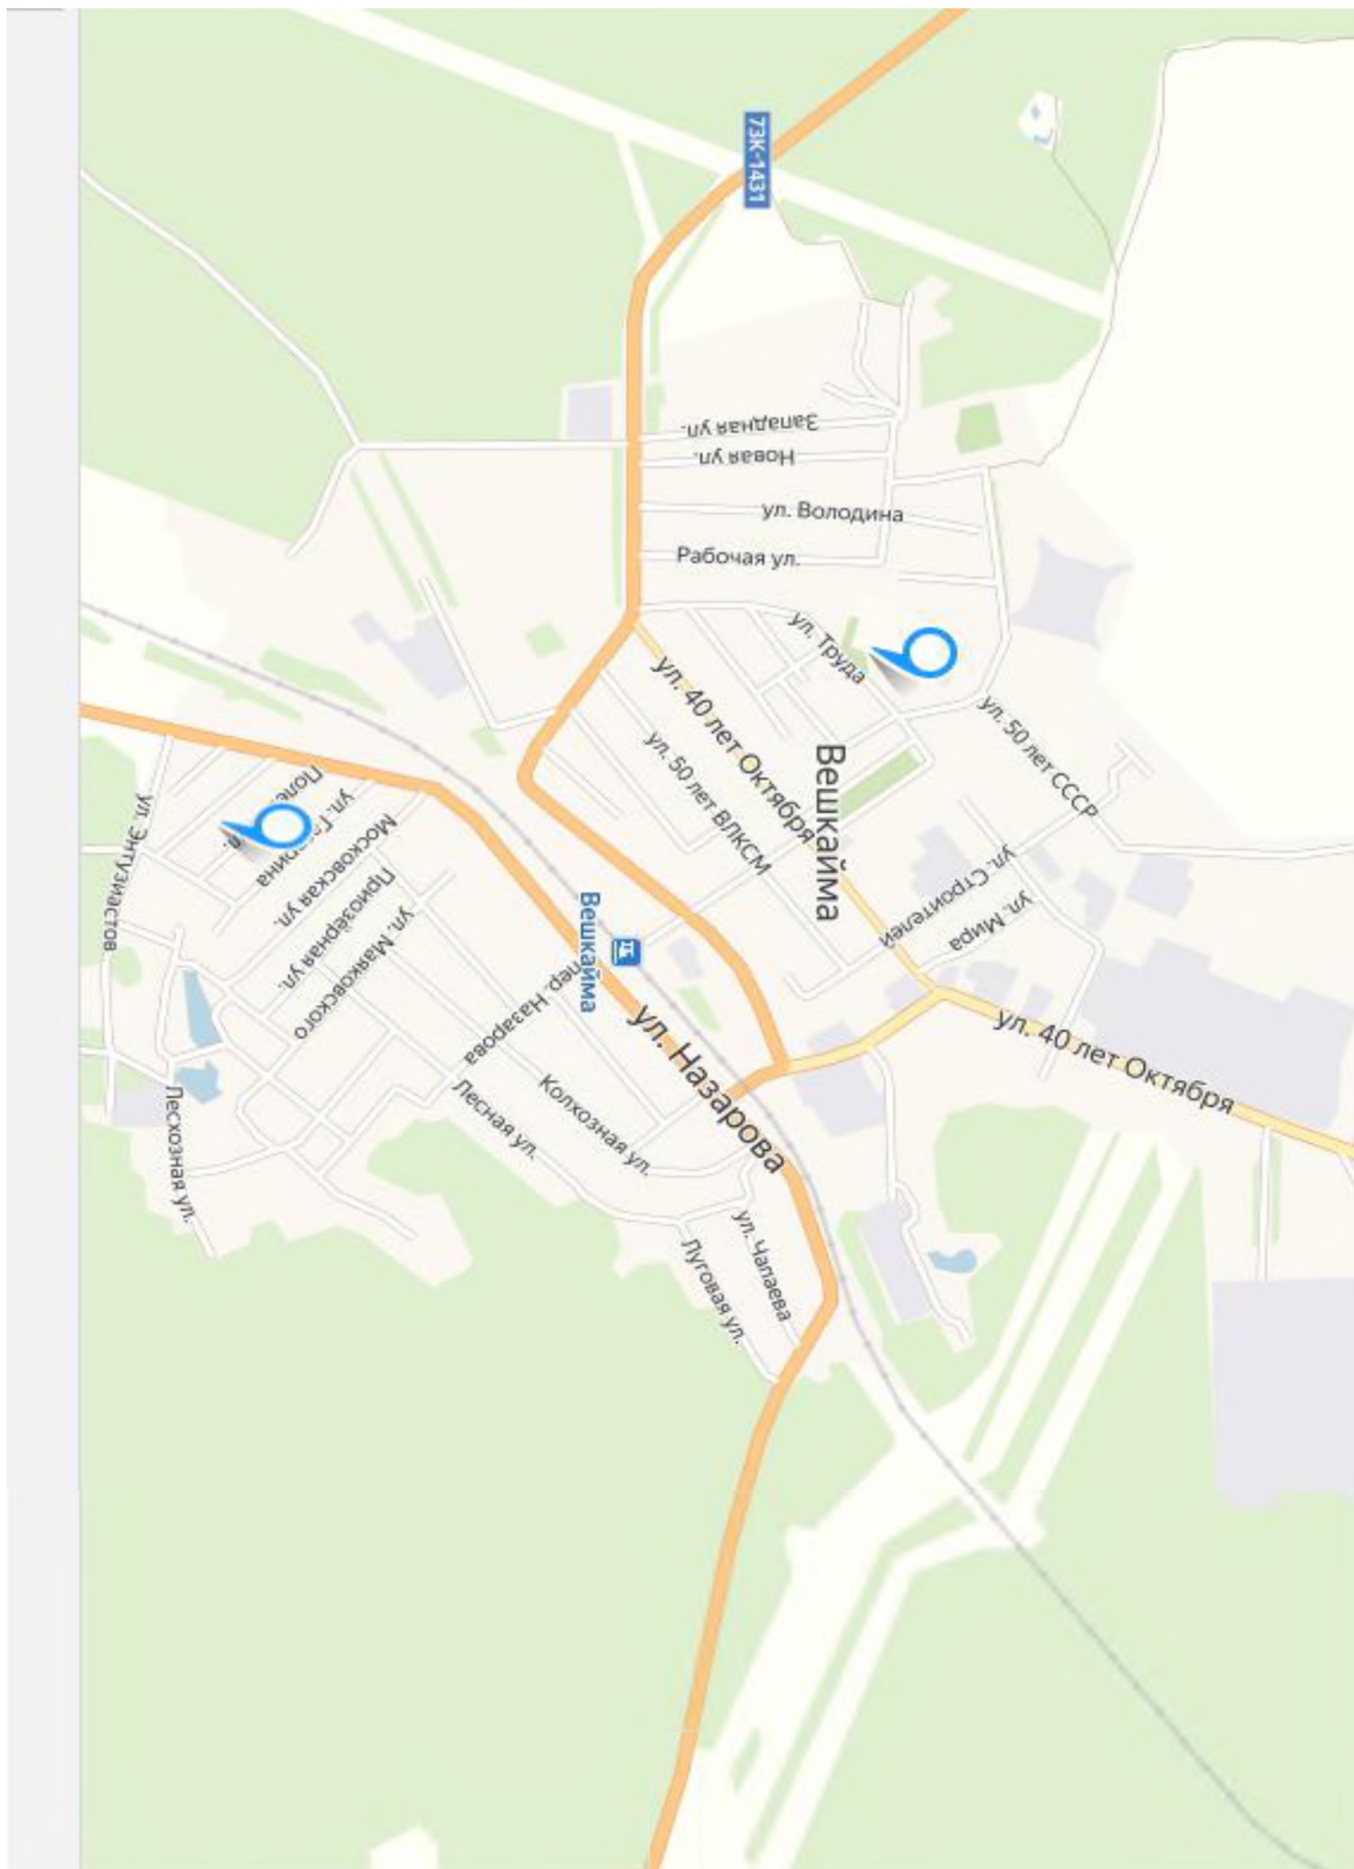 73К-1431
Западная ул.
Новая ул.
ул. Володина
Рабочая ул.
ул. Труда
ул. 40 лет Октября
ул. 50 лет ВЛКСМ
Вешкайма
ул. 50 лет СССР
ул. Строителей
ул. Мира
ул. 40 лет Октября
ул. Энтузиастов
Московская ул.
Приозёрная ул.
ул. Маяковского
Вешкайма
пер. Назарова
ул. Назарова
Лесная ул.
Колхозная ул.
Лесхозная ул.
ул. Чапаева
Луговая ул.